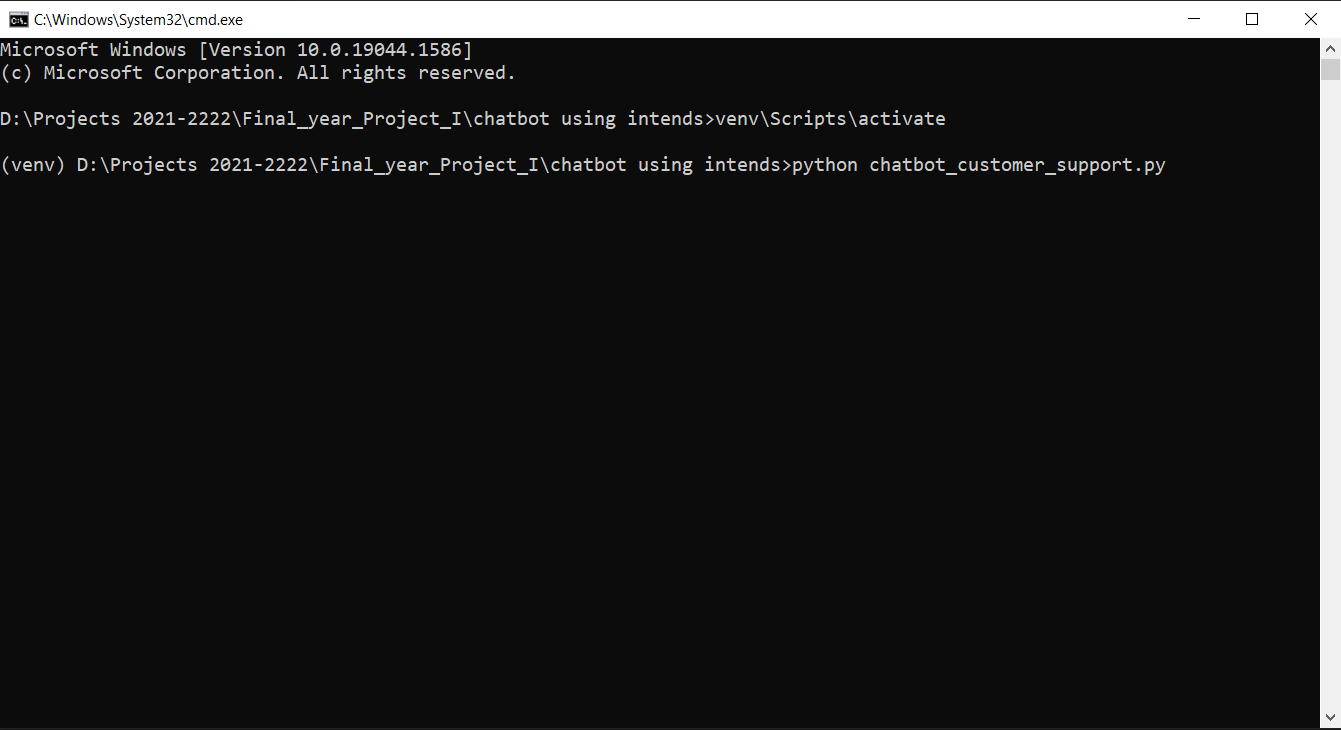 C:\Windows\System32\cmd.exe
Microsoft Windows [Version 10.0.19044.1586]
(c) Microsoft Corporation. All rights reserved.
D:\Projects 2021-2222\Final_year_Project_I\chatbot using intends>venv\Scripts\activate
(venv) D:\Projects 2021-2222\Final_year_Project_I\chatbot using intends>python chatbot_customer_support.py